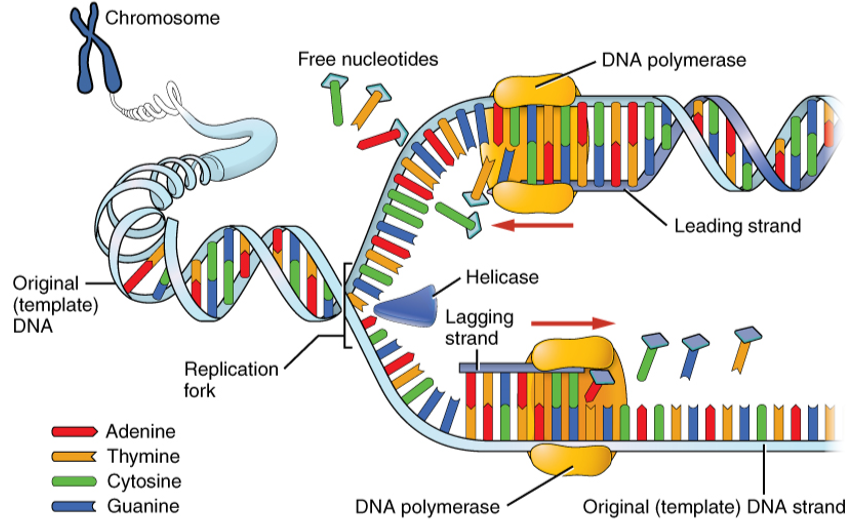 Chromosome
Free nucleotides
DNA polymerase
Leading strand
Helicase
Original
(template)
DNA
Lagging
strand
Replication
fork
Adenine
Thymine
Cytosine
Guanine
DNA polymerase
Original (template) DNA strand